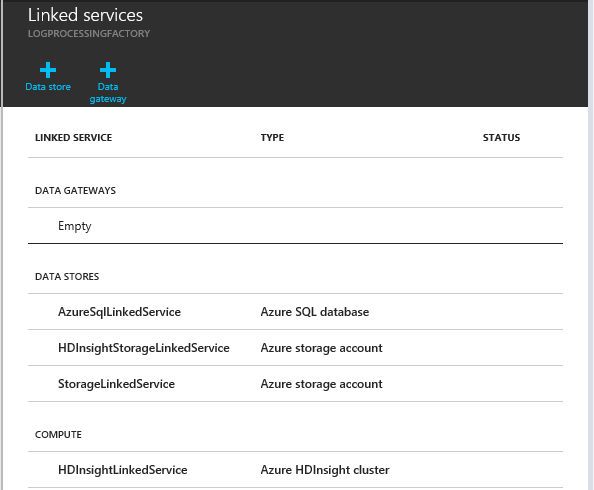 Linked services
LOGPROCESSINGFACTORY
Data store
Data gateway
LINKED SERVICE TYPE STATUS
DATA GATEWAYS
Empty
DATA STORES
AzureSqlLinkedService Azure SQL database
HDInsightStorageLinkedService Azure storage account
StorageLinkedService Azure storage account
COMPUTE
HDInsightLinkedService Azure HDInsight cluster